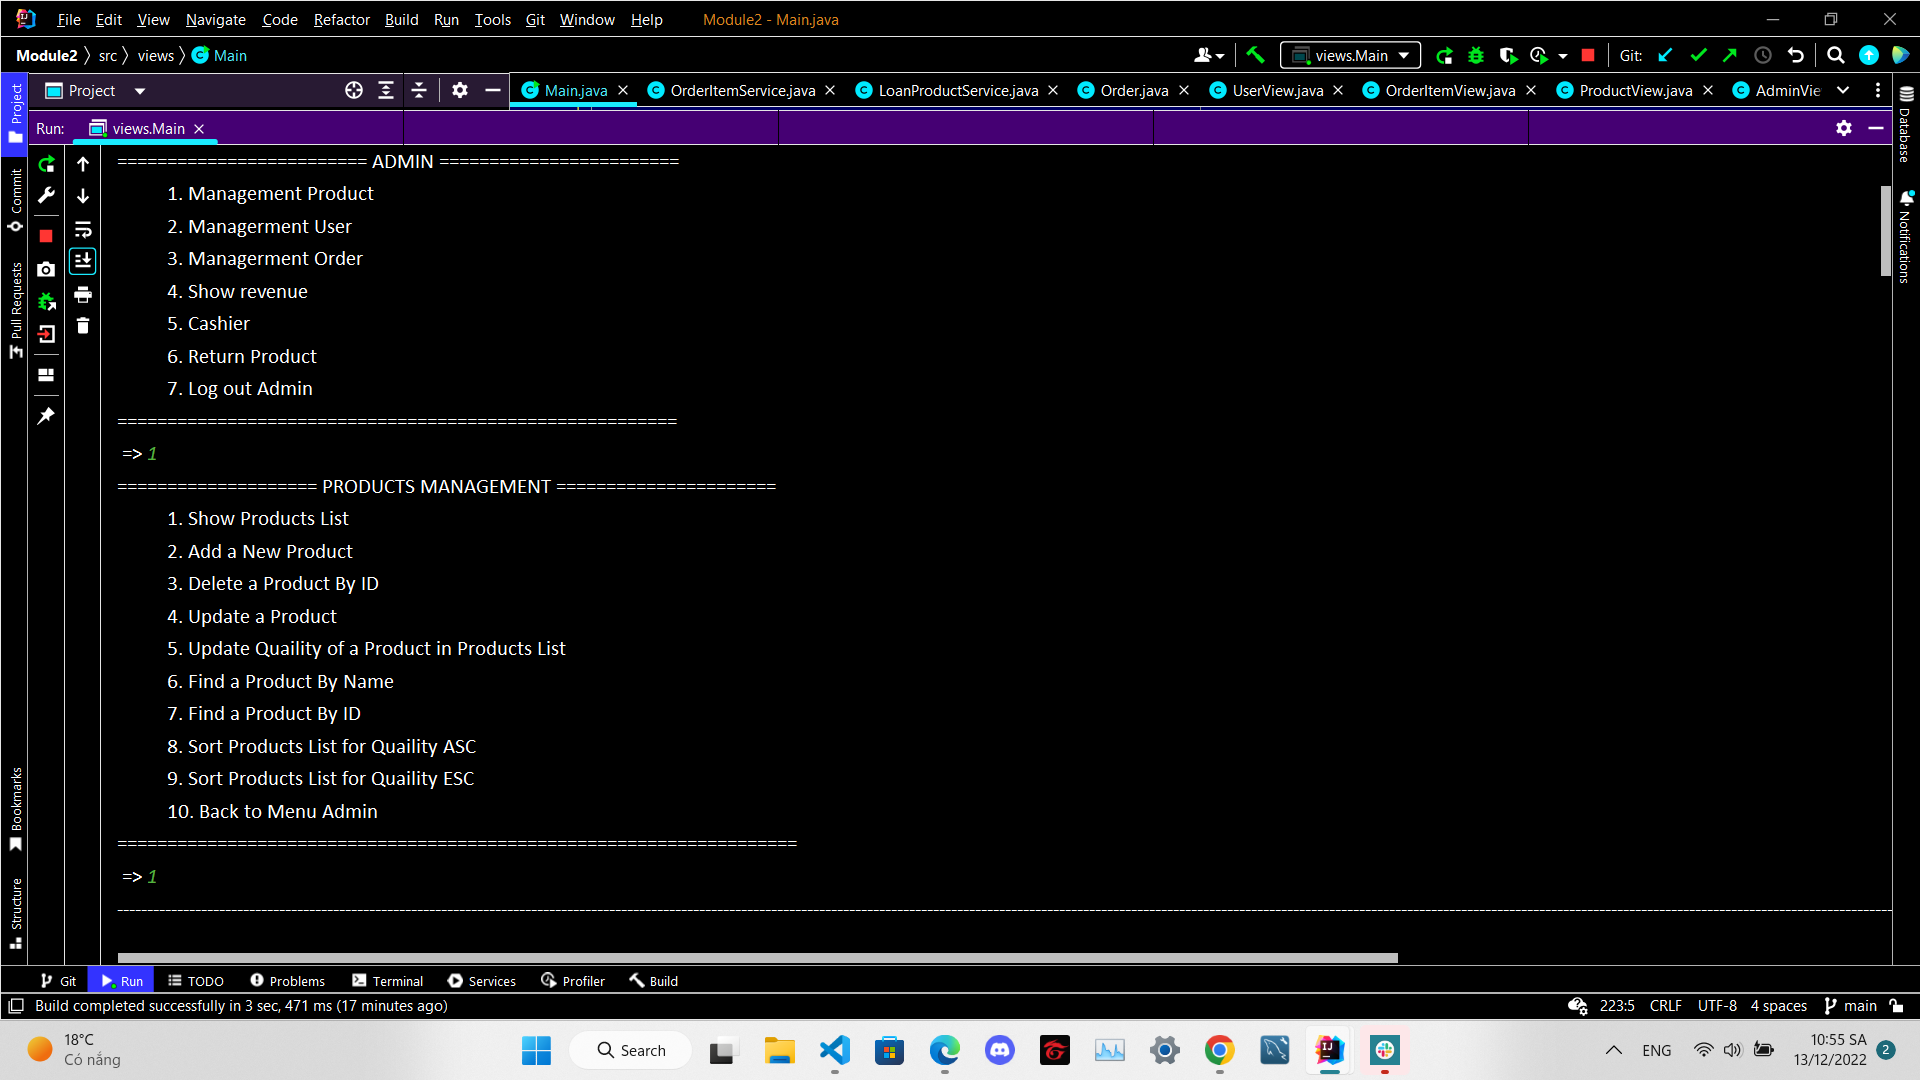 File Edit View Navigate Code Refactor Build Run Tools Git Window Help Module2 - Main.java
Module2 src views Main views.Main Git:
Project Main.java OrderItemService.java LoanProductService.java Order.java UserView.java OrderItemView.java ProductView.java AdminVie
Run: views.Main
======================== ADMIN ========================
1. Management Product
2. Managerment User
3. Managerment Order
4. Show revenue
5. Cashier
6. Return Product
7. Log out Admin
========================================================
=> 1
==================== PRODUCTS MANAGEMENT ======================
1. Show Products List
2. Add a New Product
3. Delete a Product By ID
4. Update a Product
5. Update Quaility of a Product in Products List
6. Find a Product By Name
7. Find a Product By ID
8. Sort Products List for Quaility ASC
9. Sort Products List for Quaility ESC
10. Back to Menu Admin
====================================================================
=> 1
Project
Commit
Pull Requests
Bookmarks
Structure
Database
Notifications
Git Run TODO Problems Terminal Services Profiler Build
Build completed successfully in 3 sec, 471 ms (17 minutes ago) 223:5 CRLF UTF-8 4 spaces main
18°C
Có nắng
Search
ENG
10:55 SA
13/12/2022
2